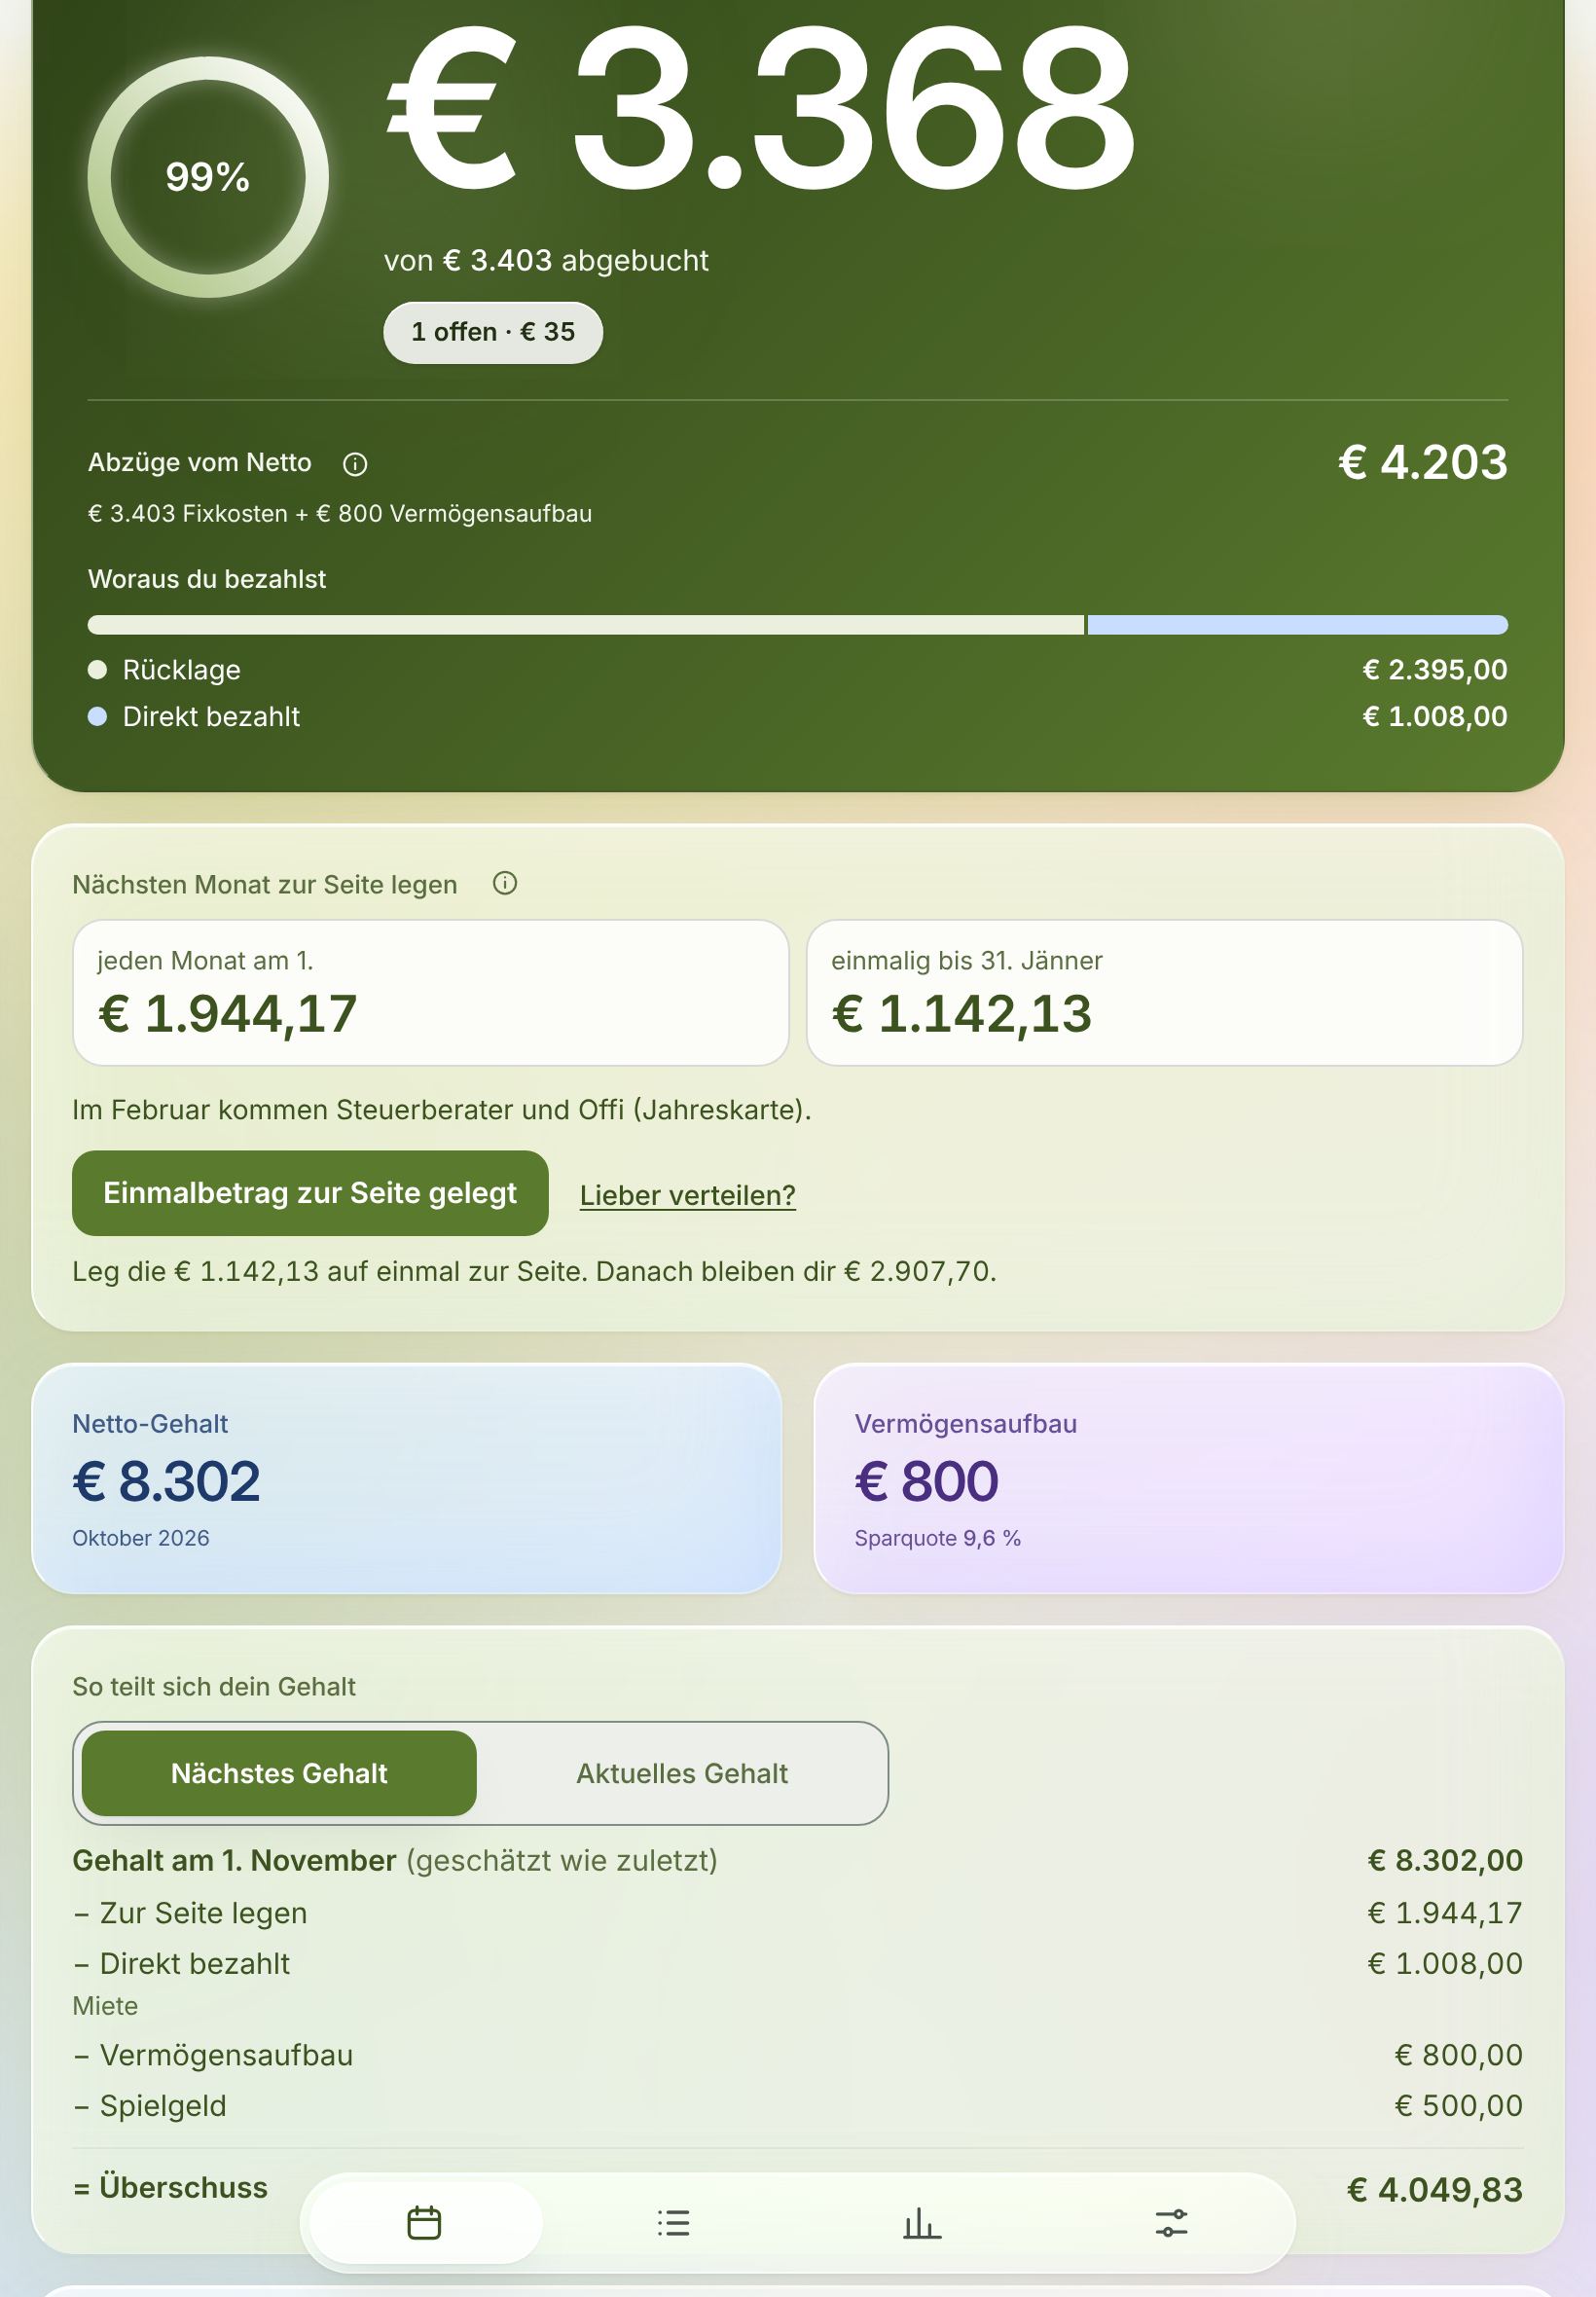 € 3.368
99%
von € 3.403 abgebucht
1 offen · € 35
Abzüge vom Netto
€ 4.203
€ 3.403 Fixkosten + € 800 Vermögensaufbau
Woraus du bezahlst
Rücklage € 2.395,00
Direkt bezahlt € 1.008,00
Nächsten Monat zur Seite legen
jeden Monat am 1.
€ 1.944,17
einmalig bis 31. Jänner
€ 1.142,13
Im Februar kommen Steuerberater und Offi (Jahreskarte).
Einmalbetrag zur Seite gelegt
Lieber verteilen?
Leg die € 1.142,13 auf einmal zur Seite. Danach bleiben dir € 2.907,70.
Netto-Gehalt
€ 8.302
Oktober 2026
Vermögensaufbau
€ 800
Sparquote 9,6 %
So teilt sich dein Gehalt
Nächstes Gehalt
Aktuelles Gehalt
Gehalt am 1. November (geschätzt wie zuletzt) € 8.302,00
– Zur Seite legen € 1.944,17
– Direkt bezahlt € 1.008,00
Miete
– Vermögensaufbau € 800,00
– Spielgeld € 500,00
= Überschuss € 4.049,83